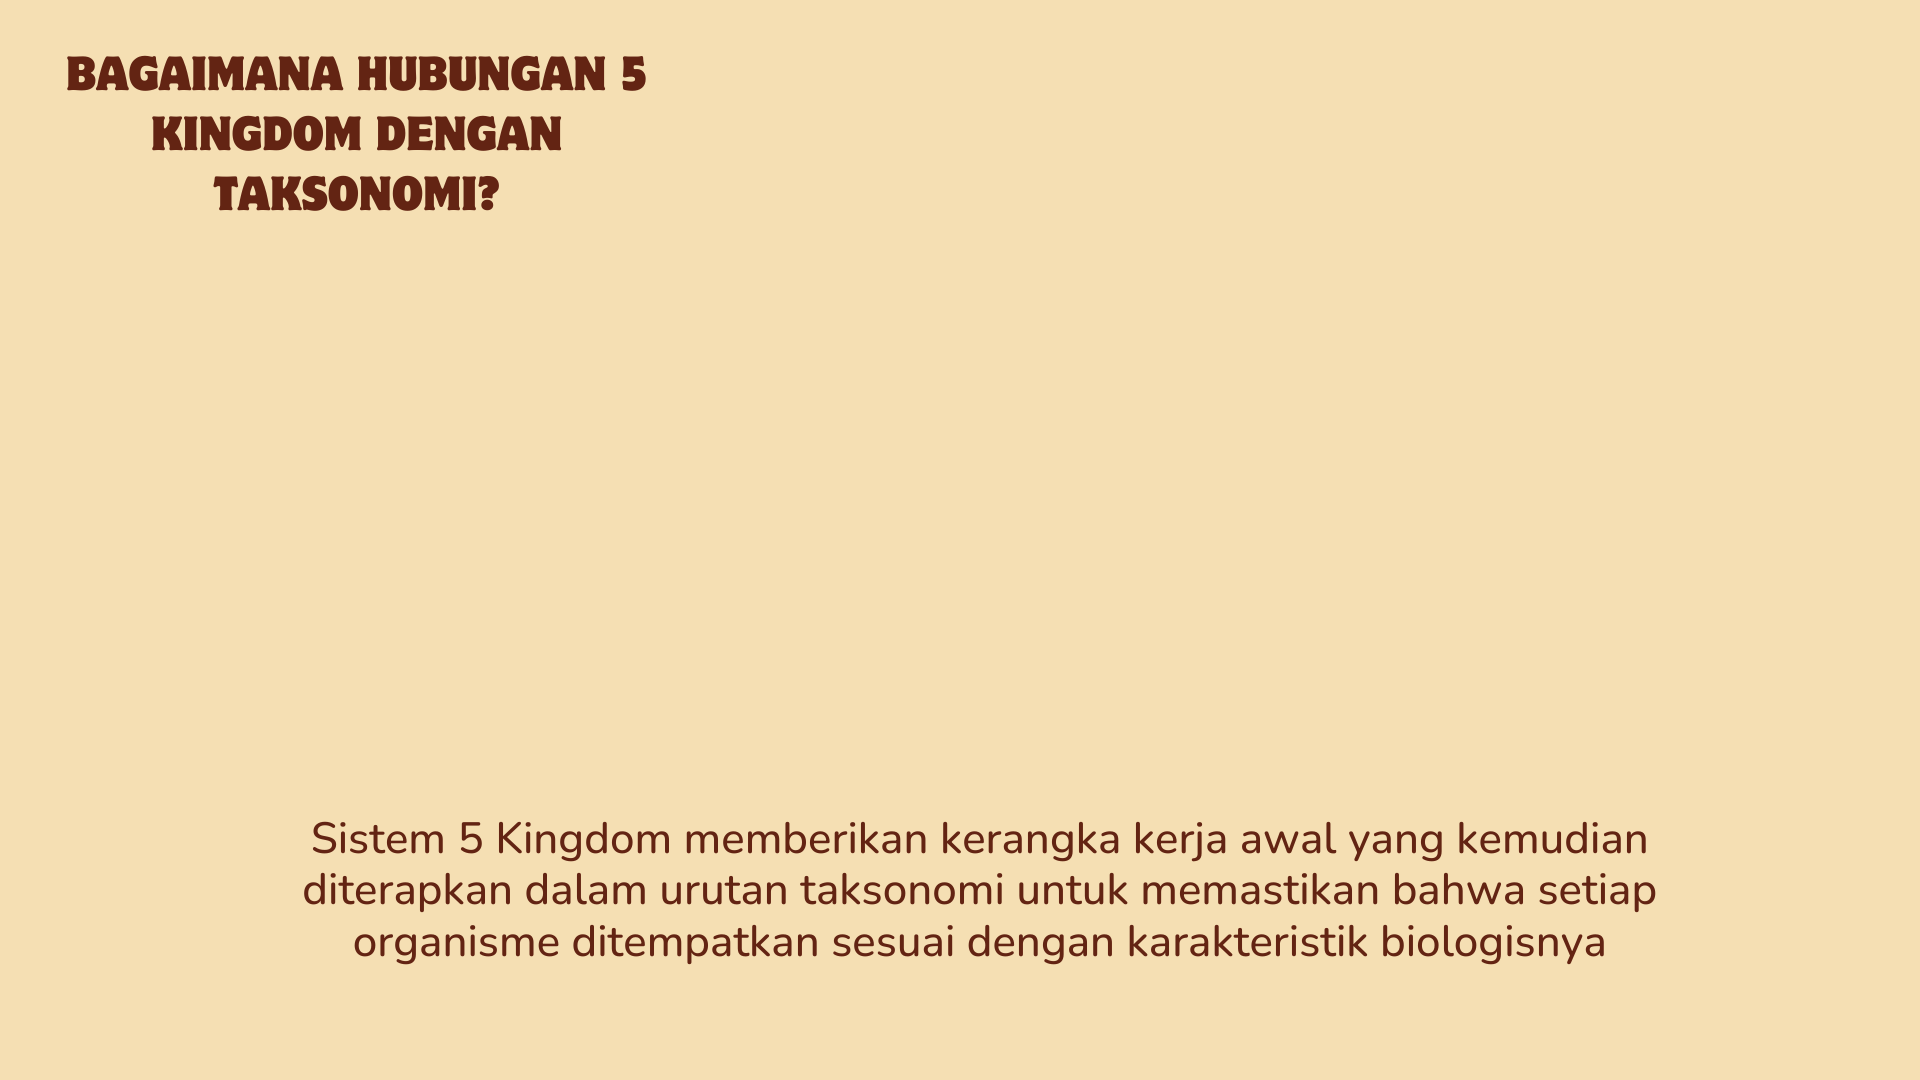 BAGAIMANA HUBUNGAN 5
KINGDOM DENGAN
TAKSONOMI?
Sistem 5 Kingdom memberikan kerangka kerja awal yang kemudian
diterapkan dalam urutan taksonomi untuk memastikan bahwa setiap
organisme ditempatkan sesuai dengan karakteristik biologisnya